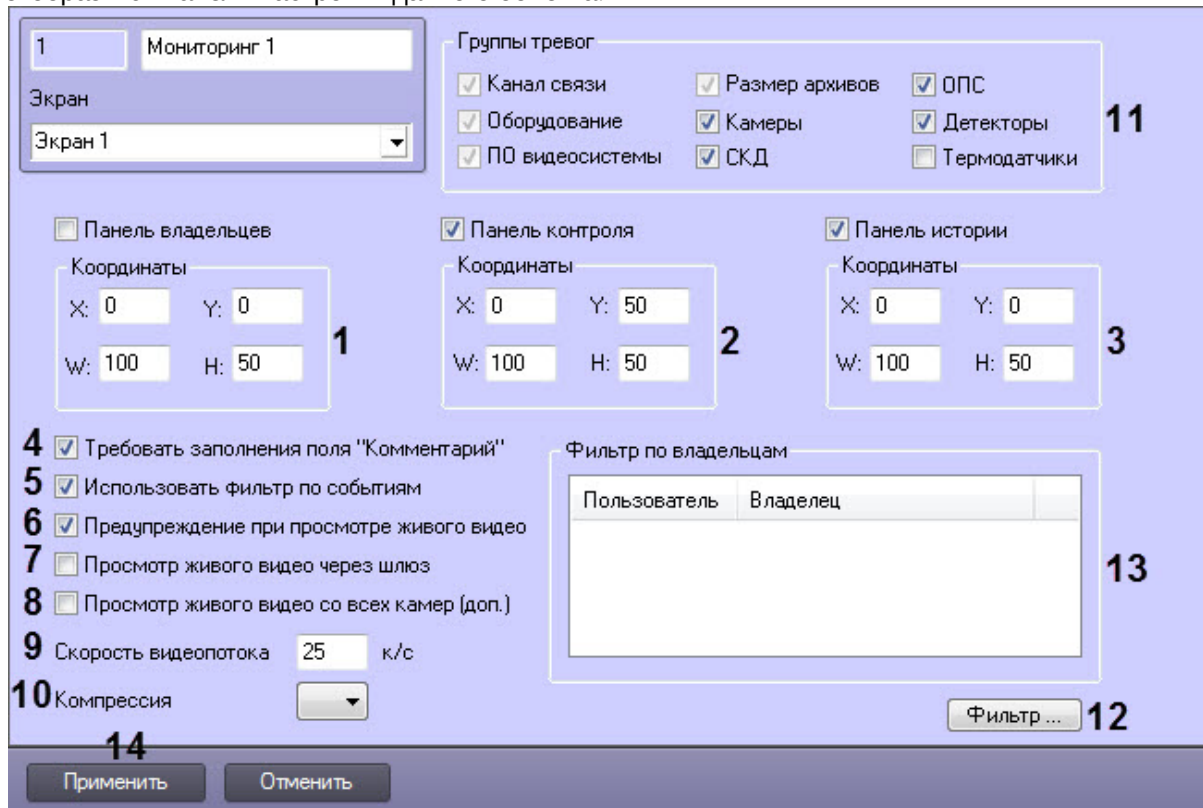 1 Мониторинг 1
Экран
Экран 1
Группы тревог
Канал связи Размер архивов ОПС
Оборудование Камеры Детекторы 11
ПО видеосистемы СКД Термодатчики
Панель владельцев Панель контроля Панель истории
Координаты Координаты Координаты
X: 0 Y: 0 X: 0 Y: 50 X: 0 Y: 0
1 2 3
W: 100 H: 50 W: 100 H: 50 W: 100 H: 50
4 Требовать заполнения поля "Комментарий"
5 Использовать фильтр по событиям
6 Предупреждение при просмотре живого видео
7 Просмотр живого видео через шлюз
8 Просмотр живого видео со всех камер (доп.)
9 Скорость видеопотока 25 к/с
10 Компрессия
Фильтр по владельцам
Пользователь Владелец
13
Фильтр ... 12
14
Применить Отменить